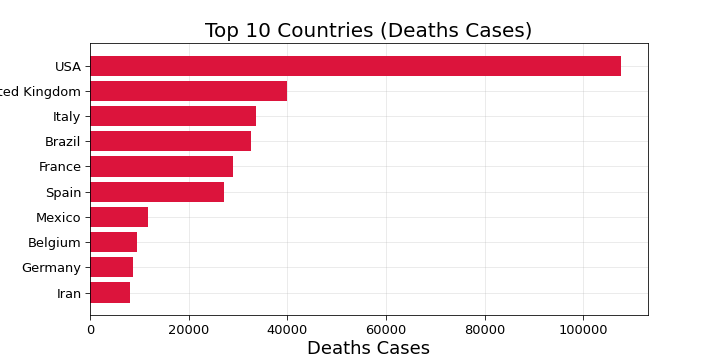 Top 10 Countries (Deaths Cases)
USA
ted Kingdom
Italy
Brazil
France
Spain
Mexico
Belgium
Germany
Iran
0 20000 40000 60000 80000 100000
Deaths Cases